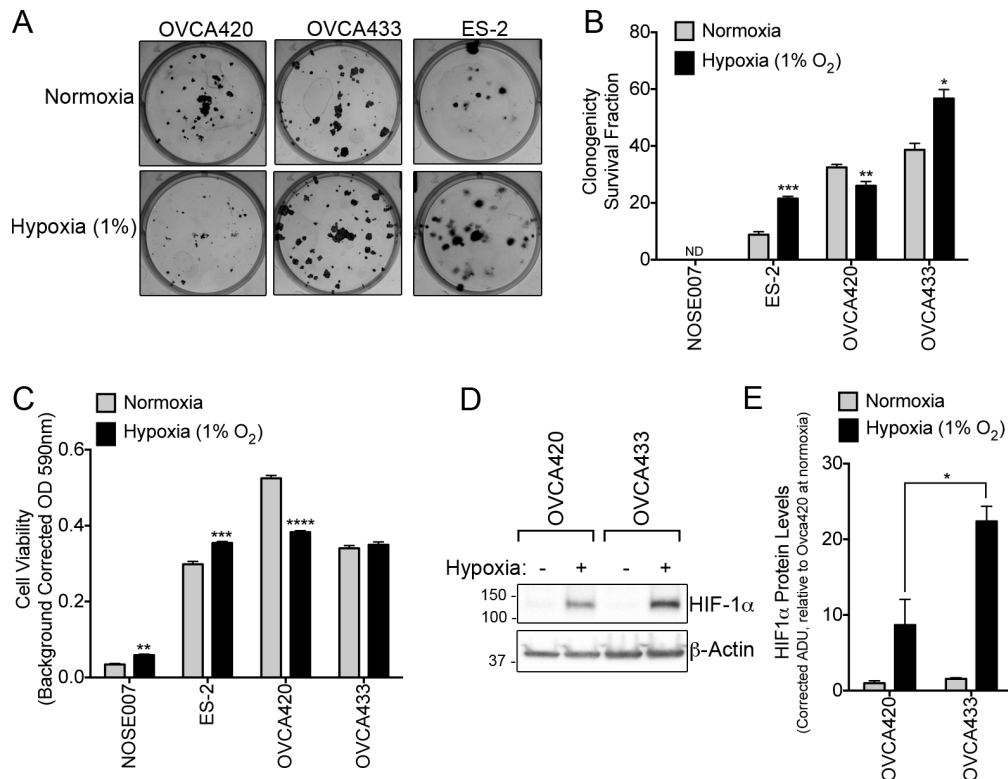 A
OVCA420
OVCA433
ES-2
Normoxia
Hypoxia (1%)
B
Normoxia
Hypoxia (1% O2)
Clonogenicity
Survival Fraction
80
60
40
20
0
ND
***
**
*
NOSE007
ES-2
OVCA420
OVCA433
C
Normoxia
Hypoxia (1% O2)
Cell Viability
(Background Corrected OD 590nm)
0.6
0.4
0.2
0.0
**
***
****
NOSE007
ES-2
OVCA420
OVCA433
D
OVCA420
OVCA433
Hypoxia: - + - +
150 -
100 -
HIF-1α
37 -
β-Actin
E
Normoxia
Hypoxia (1% O2)
HIF1α Protein Levels
(Corrected ADU, relative to Ovca420 at normoxia)
30
20
10
0
*
OVCA420
OVCA433